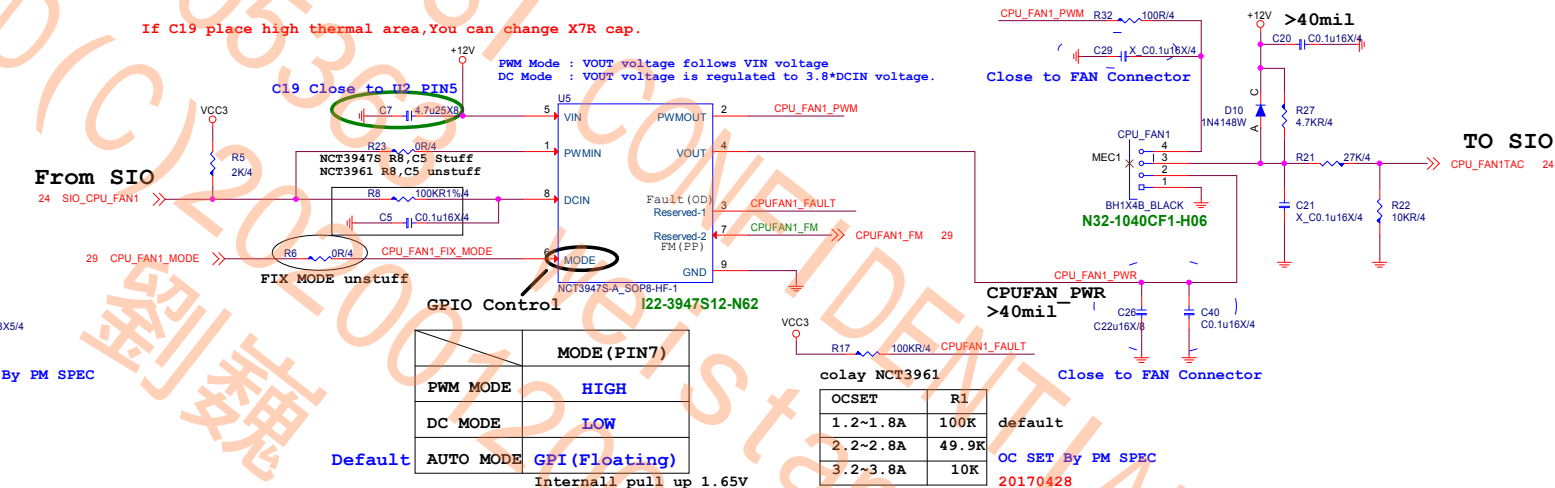 If C19 place high thermal area,You can change X7R cap.
+12V
PWM Mode : VOUT voltage follows VIN voltage
DC Mode : VOUT voltage is regulated to 3.8*DCIN voltage.
C19 Close to U2 PIN5
C7
4.7u25X8
VCC3
R5
2K/4
R23
0R/4
NCT3947S R8,C5 Stuff
NCT3961 R8,C5 unstuff
From SIO
24 SIO_CPU_FAN1
R8
100KR1%/4
C5
C0.1u16X/4
29 CPU_FAN1_MODE
R6
0R/4
CPU_FAN1_FIX_MODE
FIX MODE unstuff
GPIO Control
U5
5
VIN
1
PWMIN
8
DCIN
6
MODE
PWMOUT
2
CPU_FAN1_PWM
VOUT
4
Fault(OD)
Reserved-1
3
CPUFAN1_FAULT
Reserved-2
FM(PP)
7
CPUFAN1_FM
CPUFAN1_FM 29
GND
9
NCT3947S-A_SOP8-HF-1
I22-3947S12-N62
MODE(PIN7)
PWM MODE HIGH
DC MODE LOW
Default
AUTO MODE GPI(Floating)
Internall pull up 1.65V
3X5/4
By PM SPEC
CPU_FAN1_PWM
R32
100R/4
C29
X_C0.1u16X/4
Close to FAN Connector
+12V
>40mil
C20
C0.1u16X/4
D10
1N4148W
C
A
R27
4.7KR/4
CPU_FAN1
MEC1
4
3
2
1
BH1X4B_BLACK
N32-1040CF1-H06
R21
27K/4
TO SIO
CPU_FAN1TAC 24
C21
X_C0.1u16X/4
R22
10KR/4
CPU_FAN1_PWR
CPUFAN_PWR
>40mil
C26
C22u16X/8
C40
C0.1u16X/4
Close to FAN Connector
VCC3
R17
100KR/4
CPUFAN1_FAULT
colay NCT3961
OCSET R1
1.2~1.8A 100K default
2.2~2.8A 49.9K
3.2~3.8A 10K
OC SET By PM SPEC
20170428
CONFIDENTIAL
Weistar
劉巍